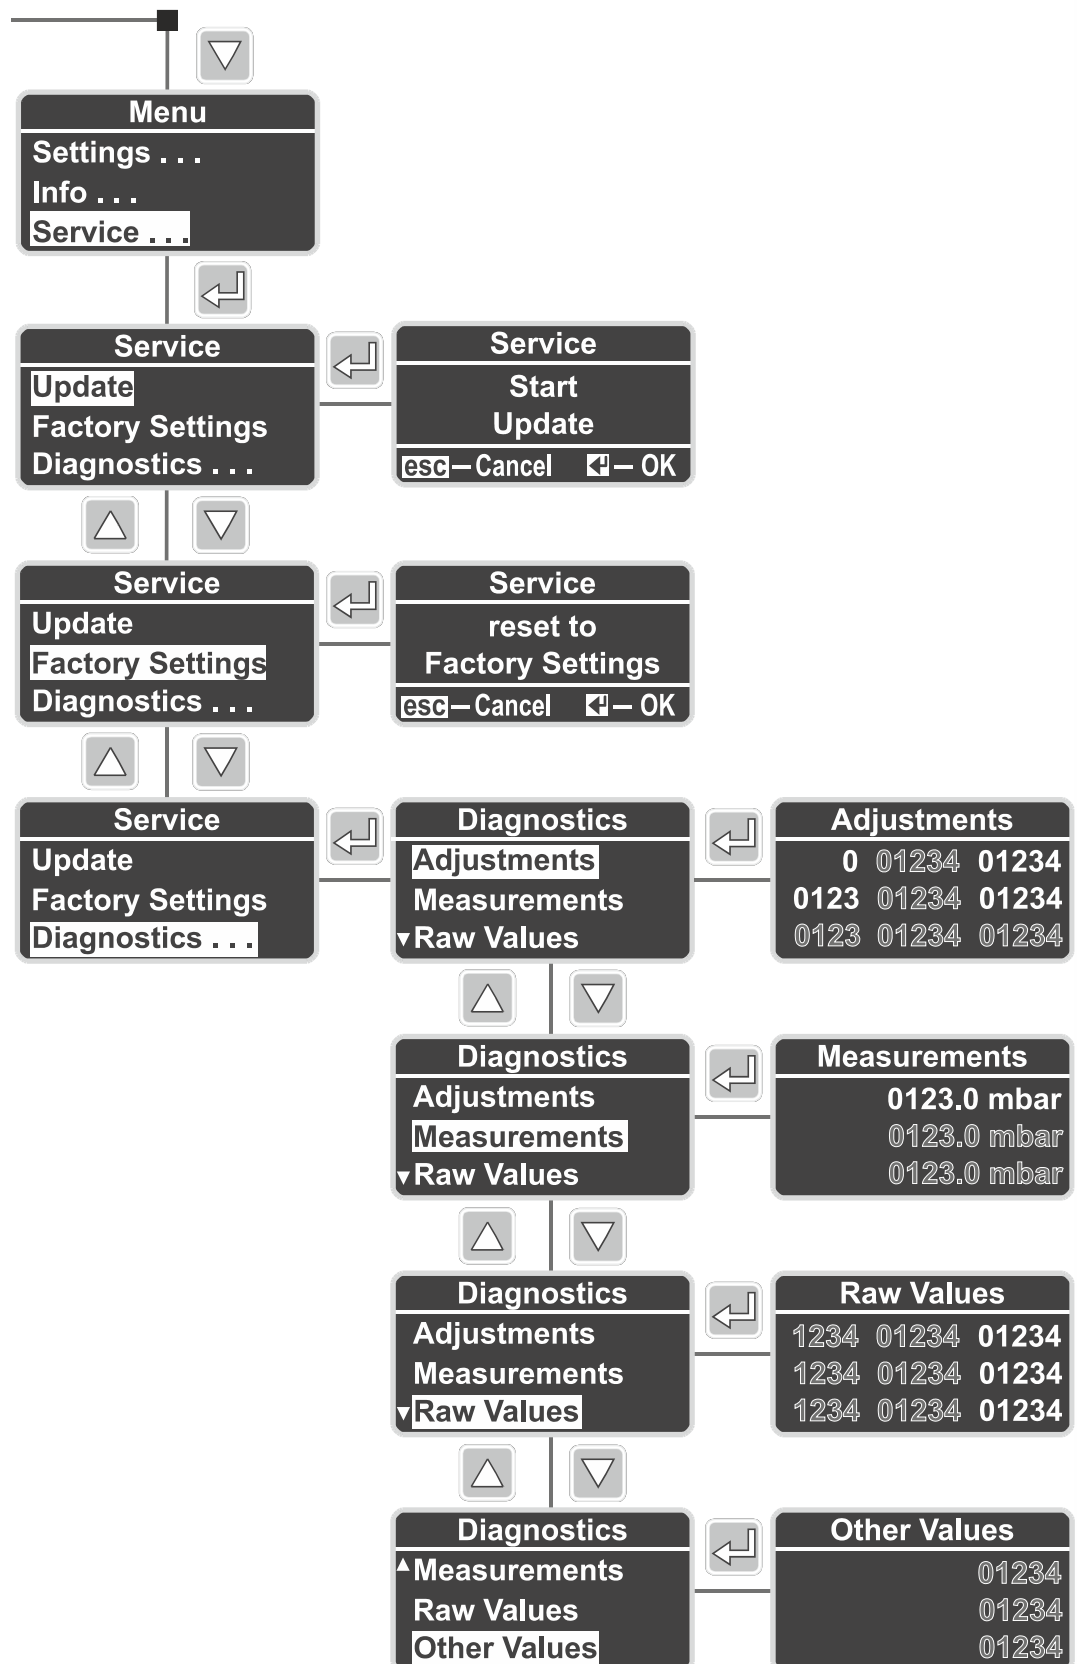 Menu
Settings . . .
Info . . .
Service . . .
Service
Update
Factory Settings
Diagnostics . . .
Service
Start
Update
esc – Cancel – OK
Service
Update
Factory Settings
Diagnostics . . .
Service
reset to
Factory Settings
esc – Cancel – OK
Service
Update
Factory Settings
Diagnostics . . .
Diagnostics
Adjustments
Measurements
▼Raw Values
Adjustments
0 01234 01234
0123 01234 01234
0123 01234 01234
Diagnostics
Adjustments
Measurements
▼Raw Values
Measurements
0123.0 mbar
0123.0 mbar
0123.0 mbar
Diagnostics
Adjustments
Measurements
▼Raw Values
Raw Values
1234 01234 01234
1234 01234 01234
1234 01234 01234
Diagnostics
▲Measurements
Raw Values
Other Values
Other Values
01234
01234
01234